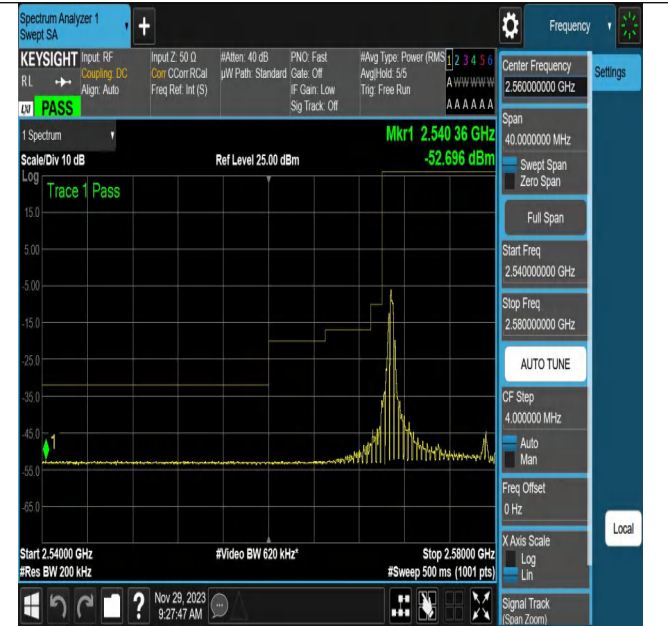 Spectrum Analyzer 1
Swept SA
Frequency
KEYSIGHT
RL
LXI PASS
Input: RF
Coupling: DC
Align: Auto
Input Z: 50 Ω
Corr CCorr RCal
Freq Ref: Int (S)
#Atten: 40 dB
µW Path: Standard
PNO: Fast
Gate: Off
IF Gain: Low
Sig Track: Off
#Avg Type: Power (RMS
Avg|Hold: 5/5
Trig: Free Run
1 2 3 4 5 6
A W W W W W
A A A A A A
1 Spectrum
Scale/Div 10 dB
Ref Level 25.00 dBm
Mkr1 2.540 36 GHz
-52.696 dBm
Log
Trace 1 Pass
15.0
5.00
-5.00
-15.0
-25.0
-35.0
-45.0
1
-55.0
-65.0
Start 2.54000 GHz
#Res BW 200 kHz
#Video BW 620 kHz*
Stop 2.58000 GHz
#Sweep 500 ms (1001 pts)
Center Frequency
2.560000000 GHz
Settings
Span
40.0000000 MHz
Swept Span
Zero Span
Full Span
Start Freq
2.540000000 GHz
Stop Freq
2.580000000 GHz
AUTO TUNE
CF Step
4.000000 MHz
Auto
Man
Freq Offset
0 Hz
X Axis Scale
Log
Lin
Local
Signal Track
(Span Zoom)
?
Nov 29, 2023
9:27:47 AM